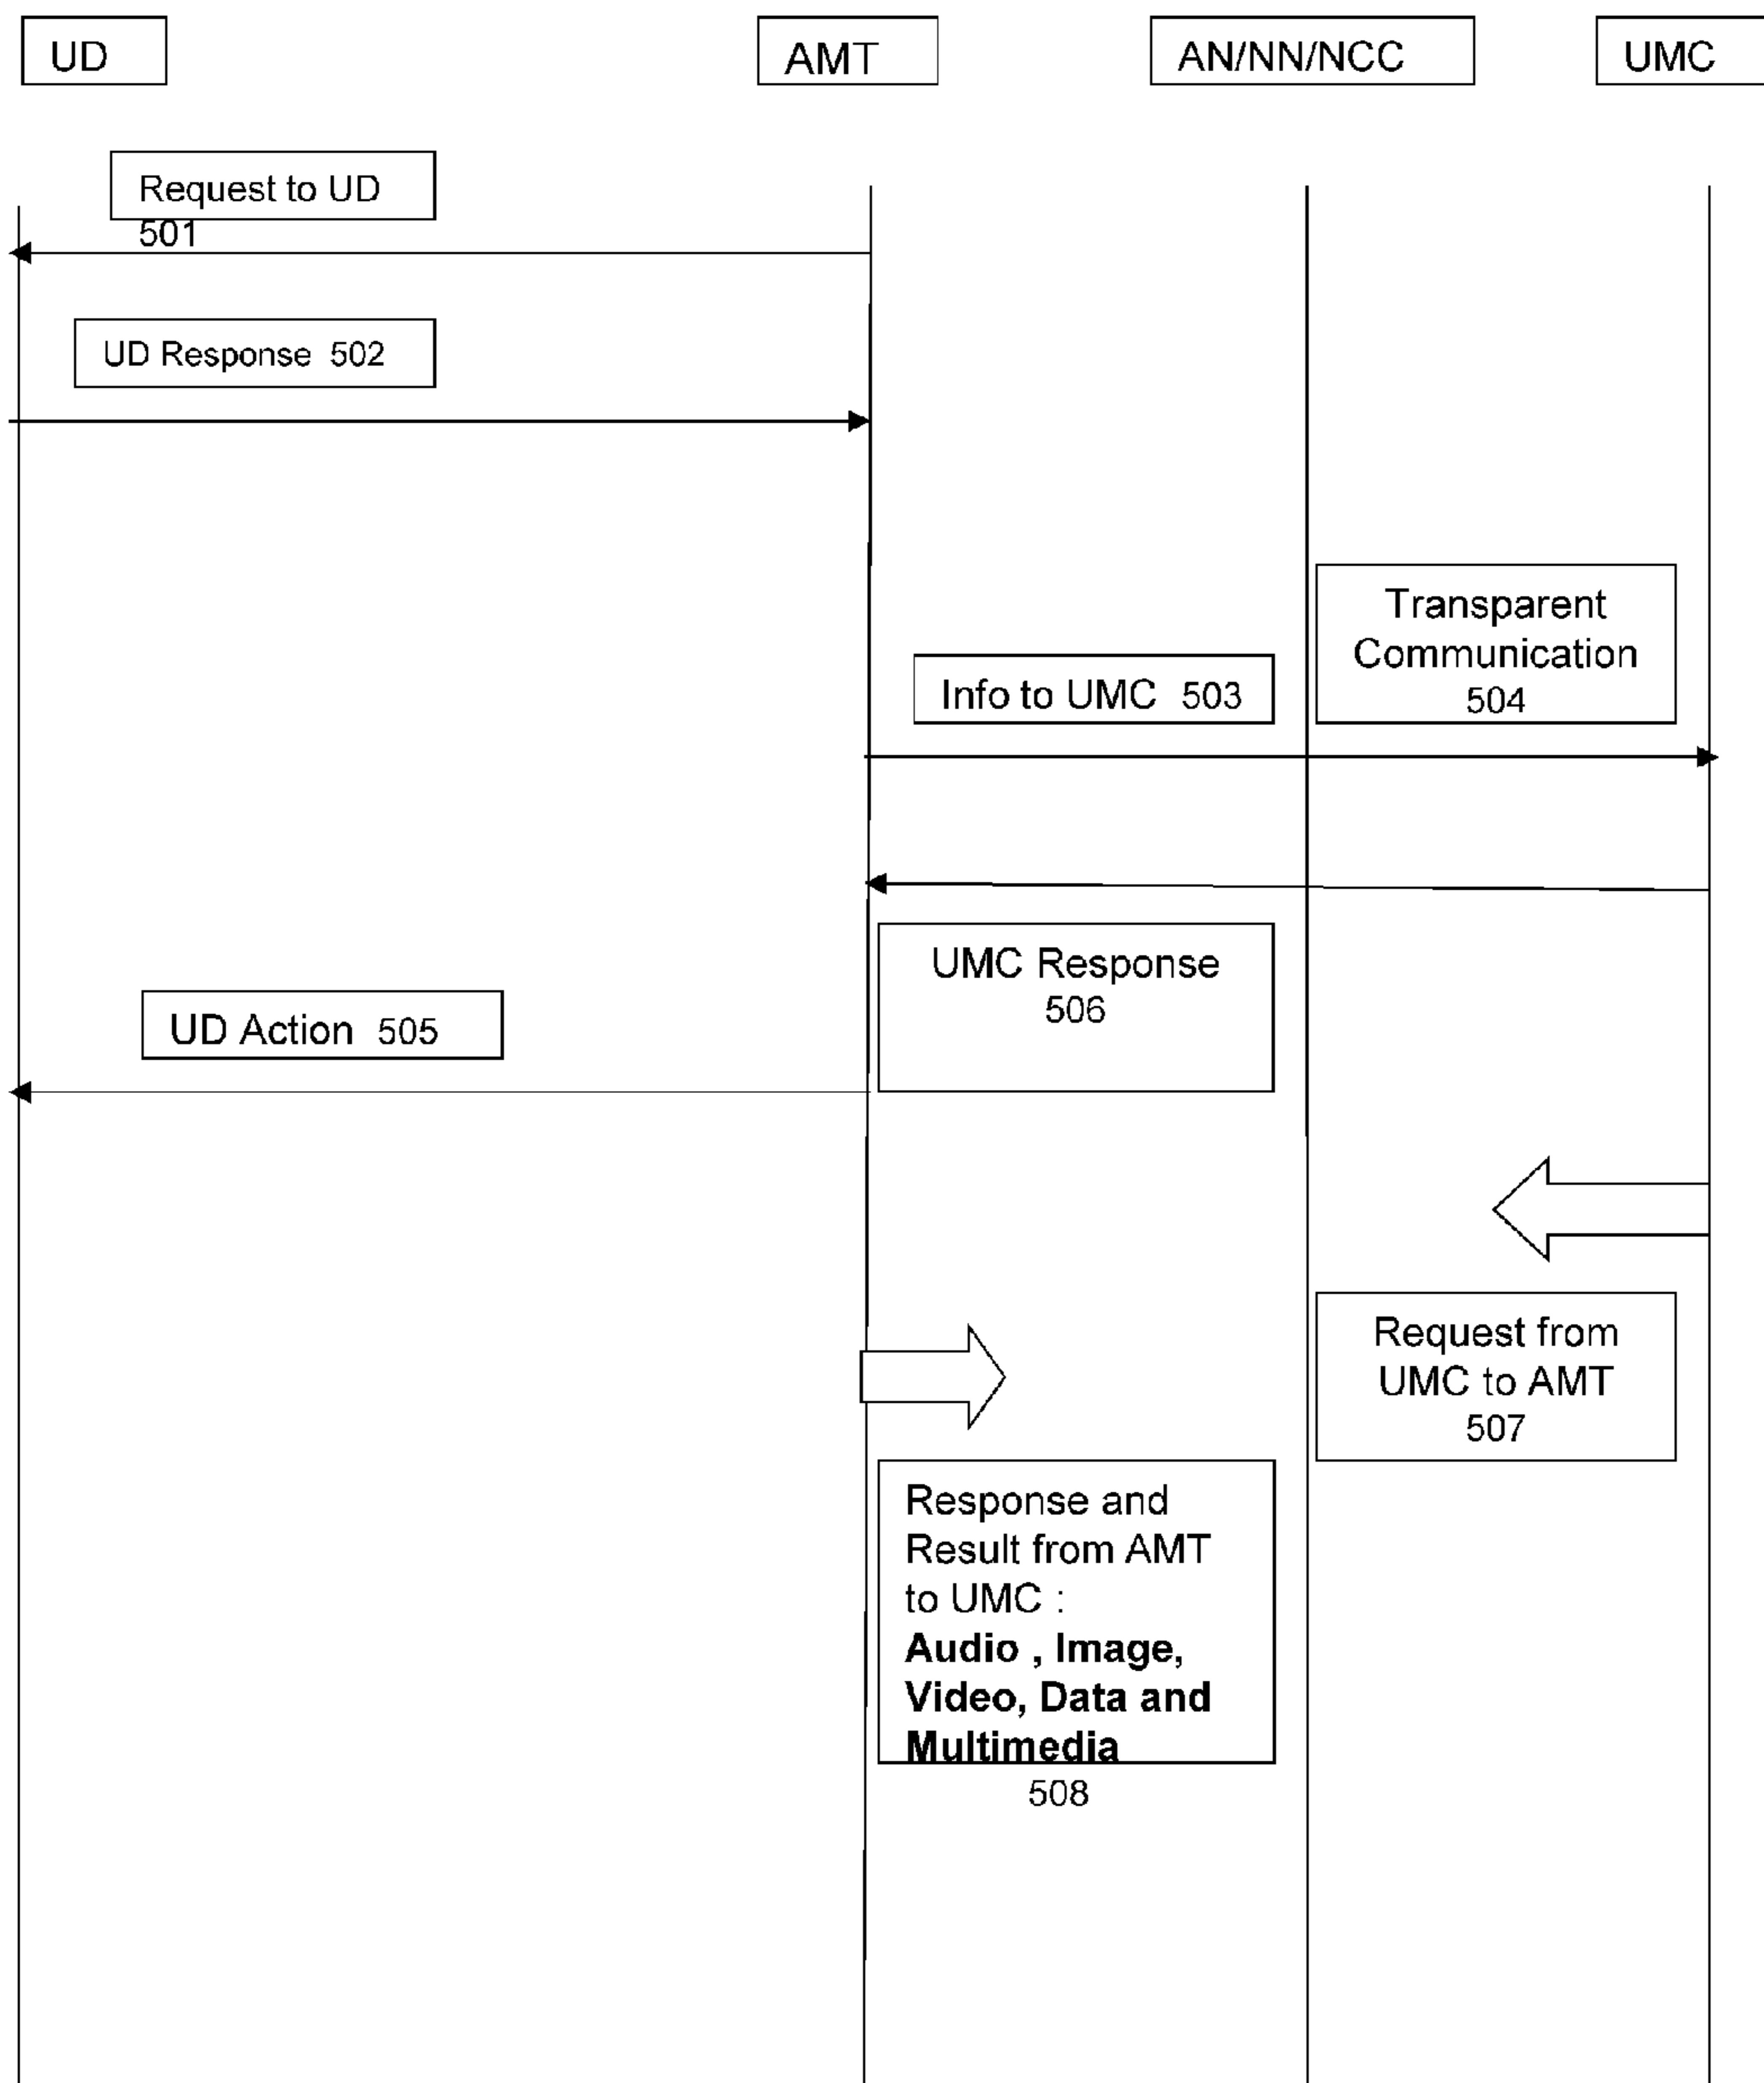 UD
AMT
AN/NN/NCC
UMC
Request to UD
501
UD Response 502
Transparent
Communication
504
Info to UMC 503
UMC Response
506
UD Action 505
Request from
UMC to AMT
507
Response and
Result from AMT
to UMC :
Audio , Image,
Video, Data and
Multimedia
508